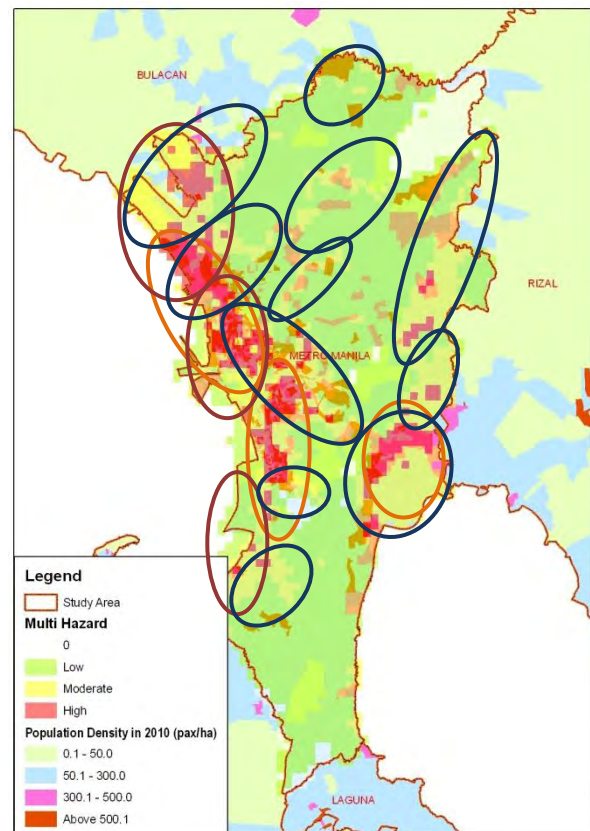 BULACAN
RIZAL
METRO MANILA
Legend
Study Area
Multi Hazard
0
Low
Moderate
High
Population Density in 2010 (pax/ha)
0.1 - 50.0
50.1 - 300.0
300.1 - 500.0
Above 500.1
LAGUNA